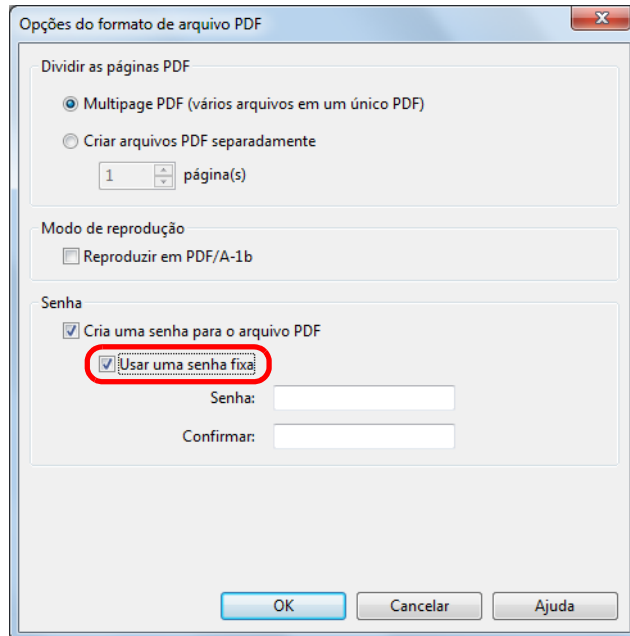 Opções do formato de arquivo PDF
Dividir as páginas PDF
Multipage PDF (vários arquivos em um único PDF)
Criar arquivos PDF separadamente
1 página(s)
Modo de reprodução
Reproduzir em PDF/A-1b
Senha
Cria uma senha para o arquivo PDF
Usar uma senha fixa
Senha:
Confirmar:
OK Cancelar Ajuda